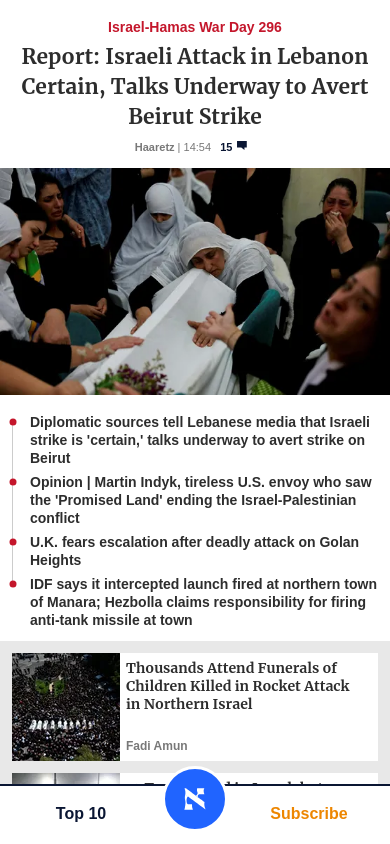 Israel-Hamas War Day 296
Report: Israeli Attack in Lebanon
Certain, Talks Underway to Avert
Beirut Strike
Haaretz | 14:54 15
Diplomatic sources tell Lebanese media that Israeli
strike is 'certain,' talks underway to avert strike on
Beirut
Opinion | Martin Indyk, tireless U.S. envoy who saw
the 'Promised Land' ending the Israel-Palestinian
conflict
U.K. fears escalation after deadly attack on Golan
Heights
IDF says it intercepted launch fired at northern town
of Manara; Hezbolla claims responsibility for firing
anti-tank missile at town
Thousands Attend Funerals of
Children Killed in Rocket Attack
in Northern Israel
Fadi Amun
Top 10
Subscribe